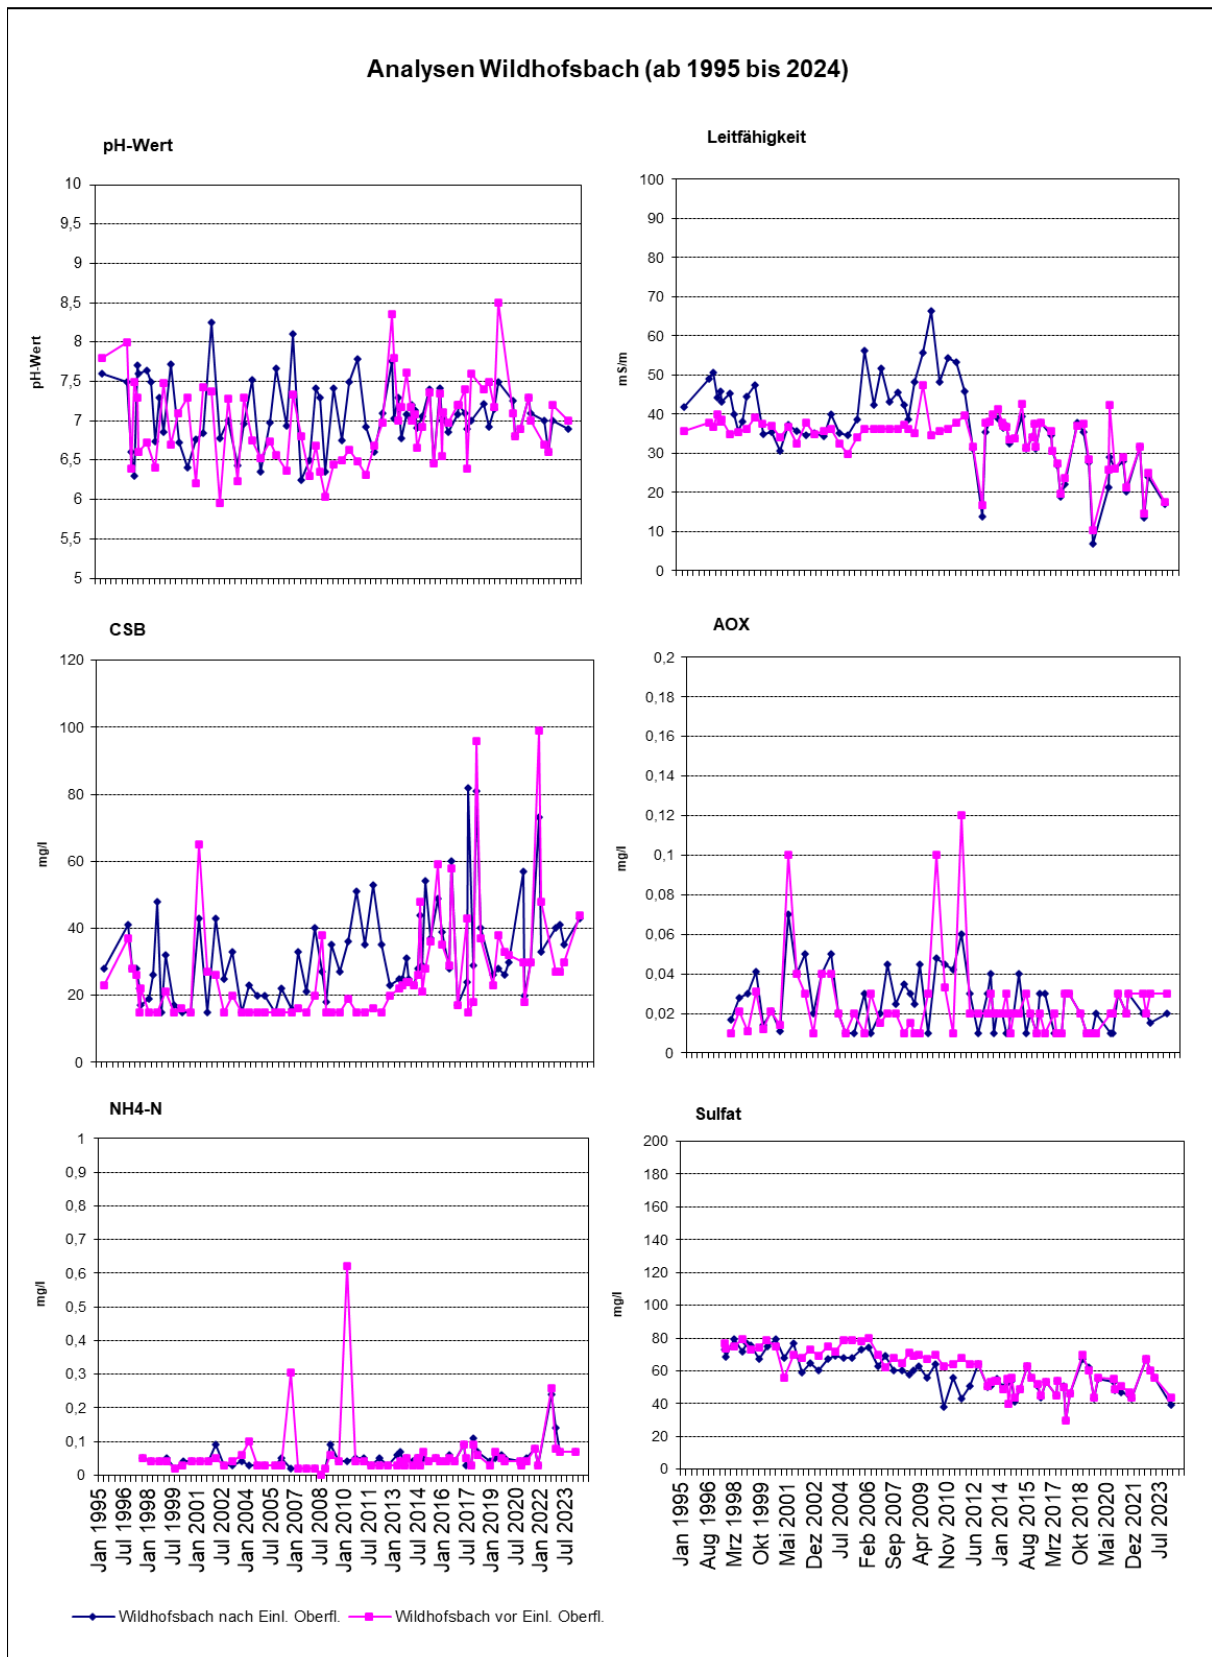 Analysen Wildhofsbach (ab 1995 bis 2024)
pH-Wert
pH-Wert
10
9,5
9
8,5
8
7,5
7
6,5
6
5,5
5
Leitfähigkeit
mS/m
100
90
80
70
60
50
40
30
20
10
0
CSB
mg/l
120
100
80
60
40
20
0
AOX
mg/l
0,2
0,18
0,16
0,14
0,12
0,1
0,08
0,06
0,04
0,02
0
NH4-N
mg/l
1
0,9
0,8
0,7
0,6
0,5
0,4
0,3
0,2
0,1
0
Jan 1995
Jul 1996
Jan 1998
Jul 1999
Jan 2001
Jul 2002
Jan 2004
Jul 2005
Jan 2007
Jul 2008
Jan 2010
Jul 2011
Jan 2013
Jul 2014
Jan 2016
Jul 2017
Jan 2019
Jul 2020
Jan 2022
Jul 2023
Sulfat
mg/l
200
180
160
140
120
100
80
60
40
20
0
Jan 1995
Aug 1996
Mrz 1998
Okt 1999
Mai 2001
Dez 2002
Jul 2004
Feb 2006
Sep 2007
Apr 2009
Nov 2010
Jun 2012
Jan 2014
Aug 2015
Mrz 2017
Okt 2018
Mai 2020
Dez 2021
Jul 2023
Wildhofsbach nach Einl. Oberfl.
Wildhofsbach vor Einl. Oberfl.